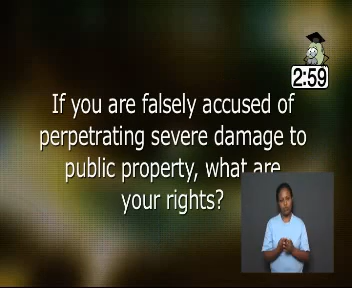 2:59
If you are falsely accused of
perpetrating severe damage to
public property, what are
your rights?